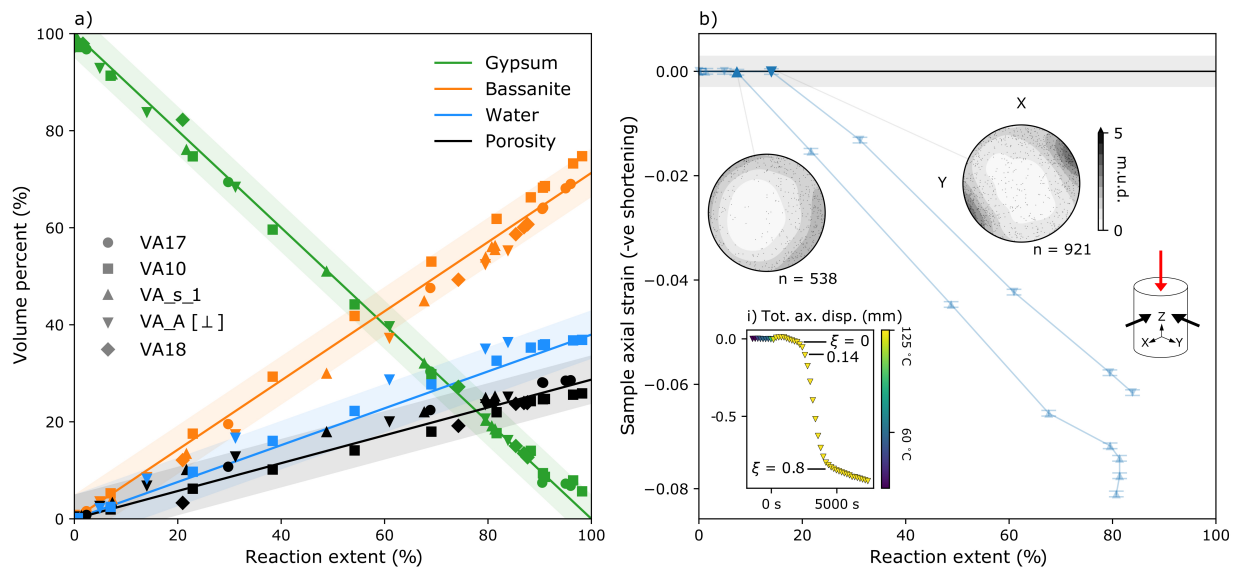 a)
Volume percent (%)
100
80
60
40
20
0
Gypsum
Bassanite
Water
Porosity
VA17
VA10
VA_s_1
VA_A [⊥]
VA18
0 20 40 60 80 100
Reaction extent (%)
b)
Sample axial strain (-ve shortening)
0.00
−0.02
−0.04
−0.06
−0.08
X
Y
5
m.u.d.
0
n = 921
n = 538
Z
X
Y
i) Tot. ax. disp. (mm)
0.0
-0.5
ξ = 0
0.14
ξ = 0.8
125 °C
60 °C
0 s 5000 s
0 20 40 60 80 100
Reaction extent (%)